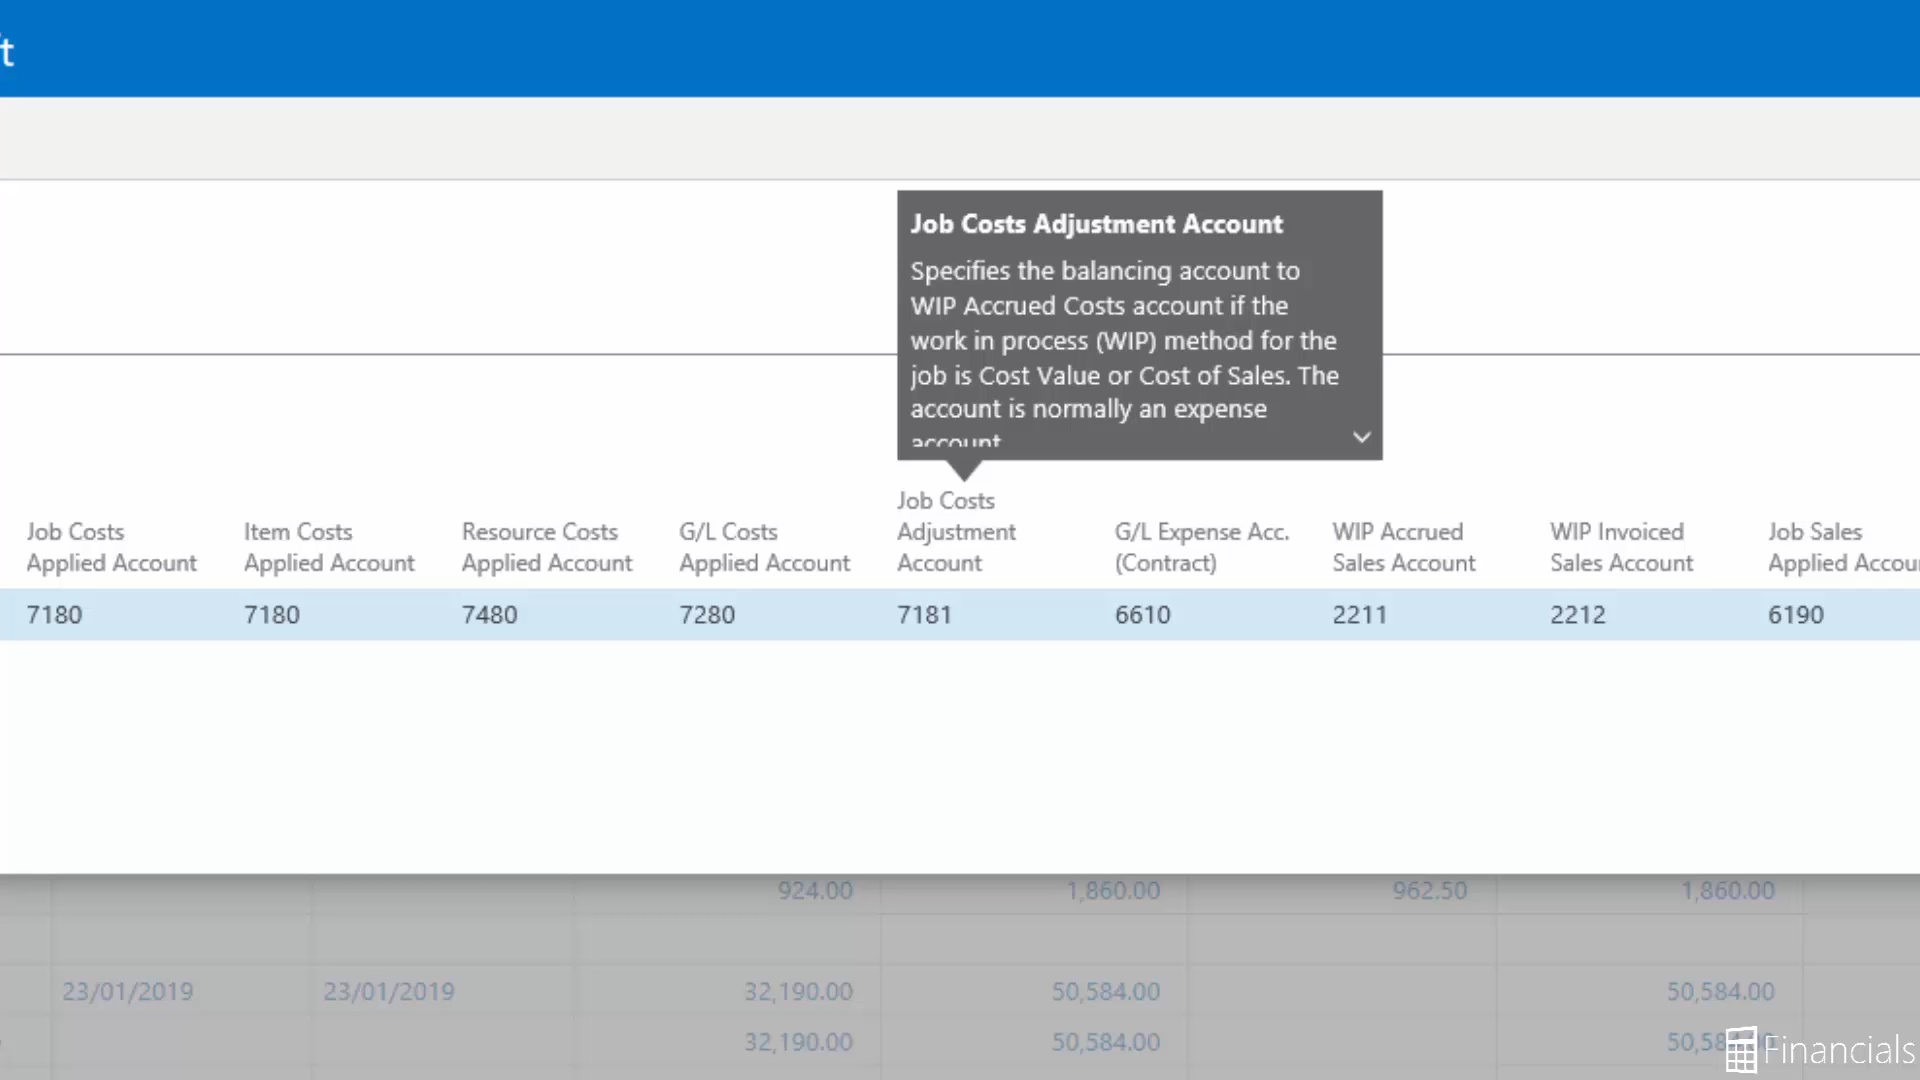 t
Job Costs Adjustment Account
Specifies the balancing account to
WIP Accrued Costs account if the
work in process (WIP) method for the
job is Cost Value or Cost of Sales. The
account is normally an expense
account
Job Costs
Applied Account
Item Costs
Applied Account
Resource Costs
Applied Account
G/L Costs
Applied Account
Job Costs
Adjustment
Account
G/L Expense Acc.
(Contract)
WIP Accrued
Sales Account
WIP Invoiced
Sales Account
Job Sales
Applied Accou
7180 7180 7480 7280 7181 6610 2211 2212 6190
924.00 1,860.00 962.50 1,860.00
23/01/2019 23/01/2019 32,190.00 50,584.00 50,584.00
32,190.00 50,584.00
Financials